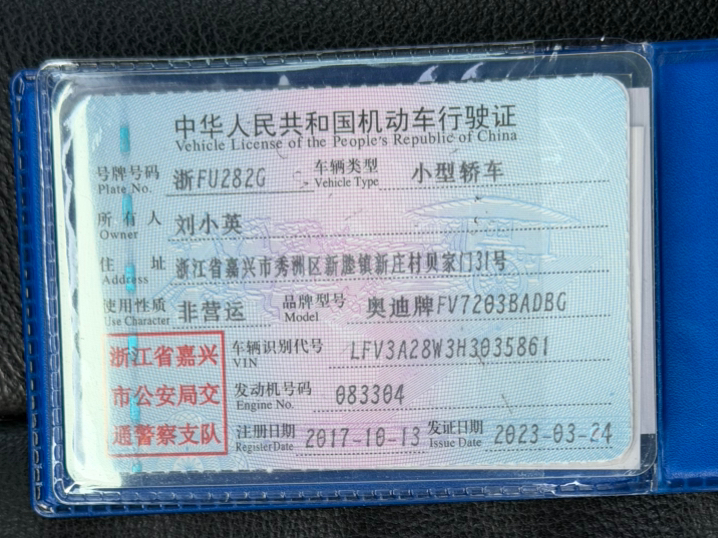 中华人民共和国机动车行驶证
Vehicle License of the People's Republic of China
号牌号码 浙FU282G 车辆类型 小型轿车
Plate No. Vehicle Type
所有人 刘小英
Owner
住址 浙江省嘉兴市秀洲区新塍镇新庄村贝家门31号
Address
使用性质 非营运 品牌型号 奥迪牌FV7203BADBG
Use Character Model
浙江省嘉兴
市公安局交
通警察支队
车辆识别代号 LFV3A28W3H3035861
VIN
发动机号码 083304
Engine No.
注册日期 2017-10-13 发证日期 2023-03-24
Register Date Issue Date